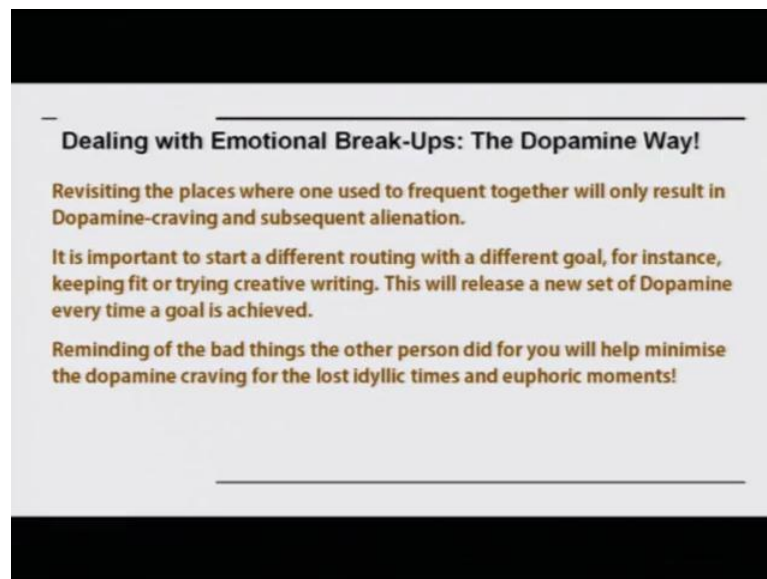 Dealing with Emotional Break-Ups: The Dopamine Way!
Revisiting the places where one used to frequent together will only result in
Dopamine-craving and subsequent alienation.
It is important to start a different routing with a different goal, for instance,
keeping fit or trying creative writing. This will release a new set of Dopamine
every time a goal is achieved.
Reminding of the bad things the other person did for you will help minimise
the dopamine craving for the lost idyllic times and euphoric moments!